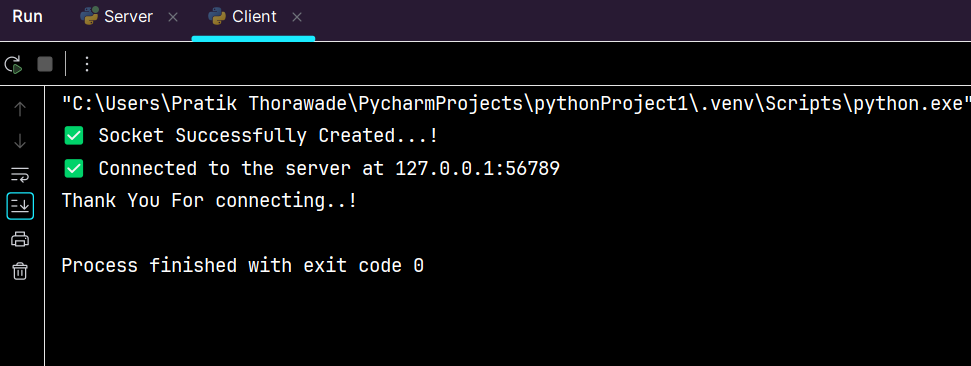 Run Server Client
"C:\Users\Pratik Thorawade\PycharmProjects\pythonProject1\.venv\Scripts\python.exe"
✅ Socket Successfully Created...!
✅ Connected to the server at 127.0.0.1:56789
Thank You For connecting..!
Process finished with exit code 0